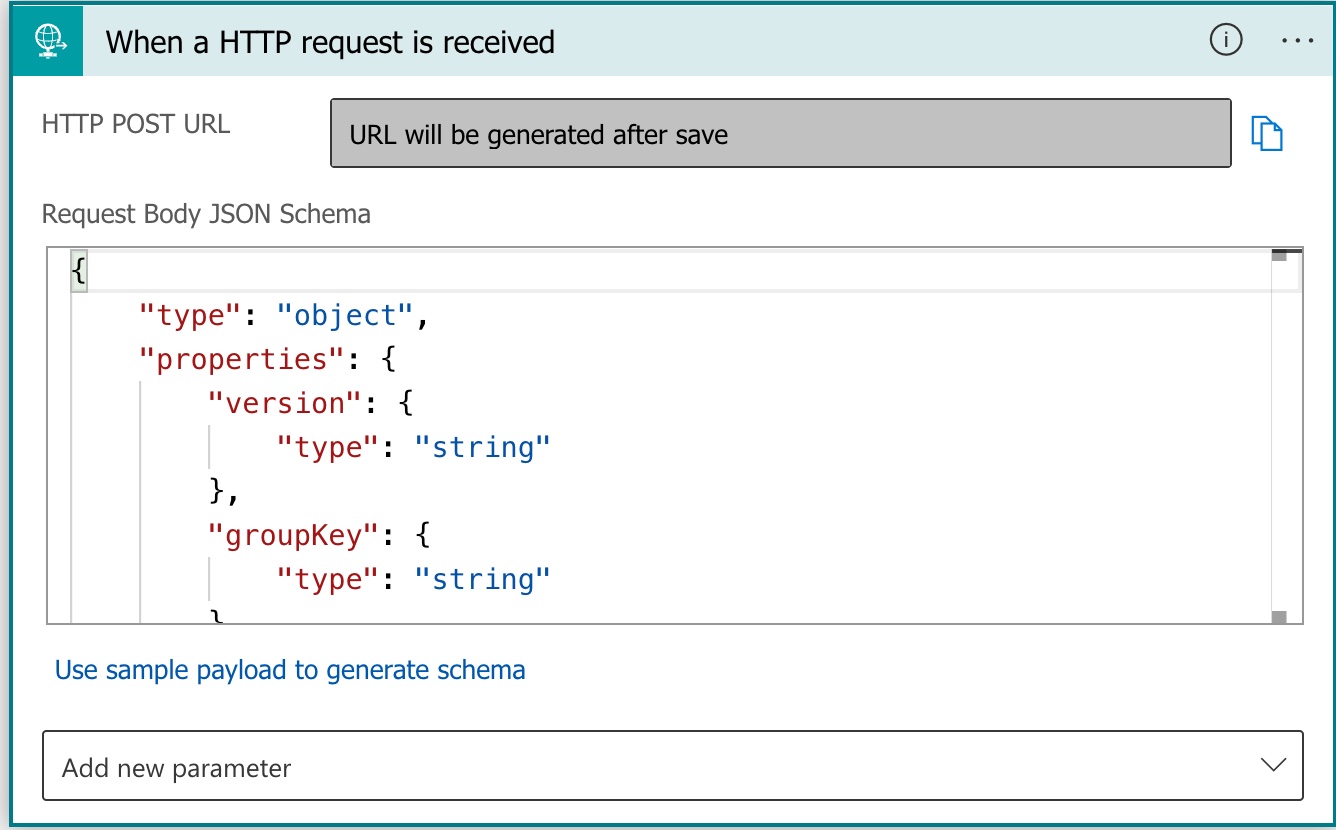 When a HTTP request is received
HTTP POST URL
URL will be generated after save
Request Body JSON Schema
{
    "type": "object",
    "properties": {
        "version": {
            "type": "string"
        },
        "groupKey": {
            "type": "string"
        }
Use sample payload to generate schema
Add new parameter